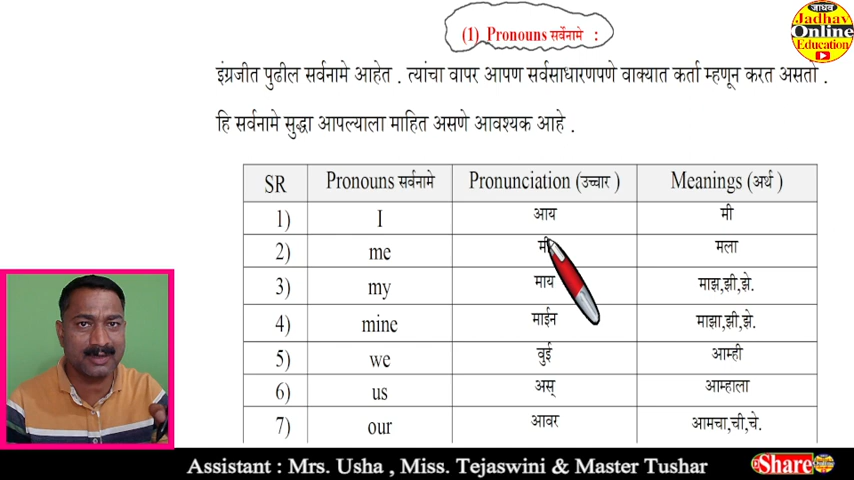 (1) Pronouns सर्वेनामे :
जाधव
Jadhav
Online
Education
इंग्रजीत पुढील सर्वनामे आहेत . त्यांचा वापर आपण सर्वसाधारणपणे वाक्यात कर्ता म्हणून करत असतो .
हि सर्वनामे सुद्धा आपल्याला माहित असणे आवश्यक आहे .
SR Pronouns सर्वनामे Pronunciation (उच्चार ) Meanings (अर्थ )
1) I आय मी
2) me मी मला
3) my माय माझ,झी,झे.
4) mine माईन माझा,झी,झे.
5) we वुई आम्ही
6) us अस् आम्हाला
7) our आवर आमचा,ची,चे.
Assistant : Mrs. Usha , Miss. Tejaswini & Master Tushar
Share